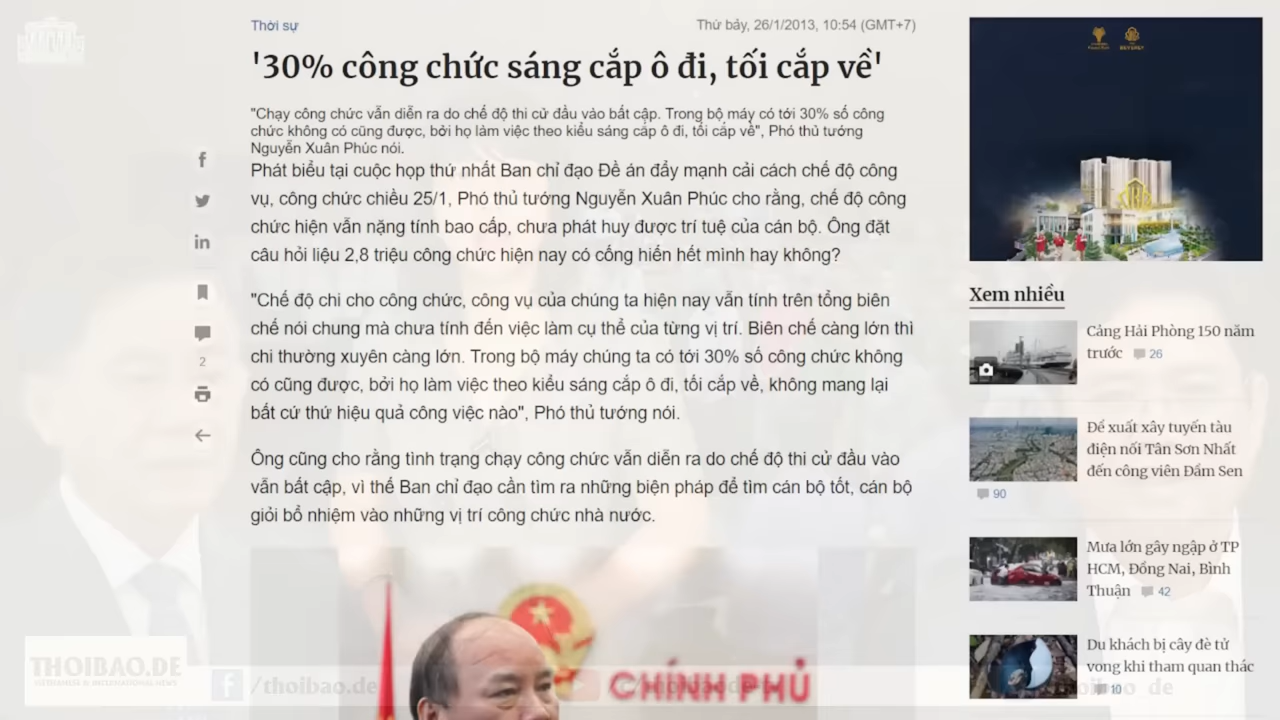 Thời sự
Thứ bảy, 26/1/2013, 10:54 (GMT+7)
'30% công chức sáng cắp ô đi, tối cắp về'
"Chạy công chức vẫn diễn ra do chế độ thi cử đầu vào bất cập. Trong bộ máy có tới 30% số công
chức không có cũng được, bởi họ làm việc theo kiểu sáng cắp ô đi, tối cắp về", Phó thủ tướng
Nguyễn Xuân Phúc nói.
Phát biểu tại cuộc họp thứ nhất Ban chỉ đạo Đề án đẩy mạnh cải cách chế độ công
vụ, công chức chiều 25/1, Phó thủ tướng Nguyễn Xuân Phúc cho rằng, chế độ công
chức hiện vẫn nặng tính bao cấp, chưa phát huy được trí tuệ của cán bộ. Ông đặt
câu hỏi liệu 2,8 triệu công chức hiện nay có cống hiến hết mình hay không?
"Chế độ chi cho công chức, công vụ của chúng ta hiện nay vẫn tính trên tổng biên
chế nói chung mà chưa tính đến việc làm cụ thể của từng vị trí. Biên chế càng lớn thì
chi thường xuyên càng lớn. Trong bộ máy chúng ta có tới 30% số công chức không
có cũng được, bởi họ làm việc theo kiểu sáng cắp ô đi, tối cắp về, không mang lại
bất cứ thứ hiệu quả công việc nào", Phó thủ tướng nói.
Ông cũng cho rằng tình trạng chạy công chức vẫn diễn ra do chế độ thi cử đầu vào
vẫn bất cập, vì thế Ban chỉ đạo cần tìm ra những biện pháp để tìm cán bộ tốt, cán bộ
giỏi bổ nhiệm vào những vị trí công chức nhà nước.
2
CHÍNH PHỦ
Xem nhiều
Cảng Hải Phòng 150 năm
trước 26
Đề xuất xây tuyến tàu
điện nối Tân Sơn Nhất
đến công viên Đầm Sen
90
Mưa lớn gây ngập ở TP
HCM, Đồng Nai, Bình
Thuận 42
Du khách bị cây đè tử
vong khi tham quan thác
10
THOIBAO.DE
/thoibao.de